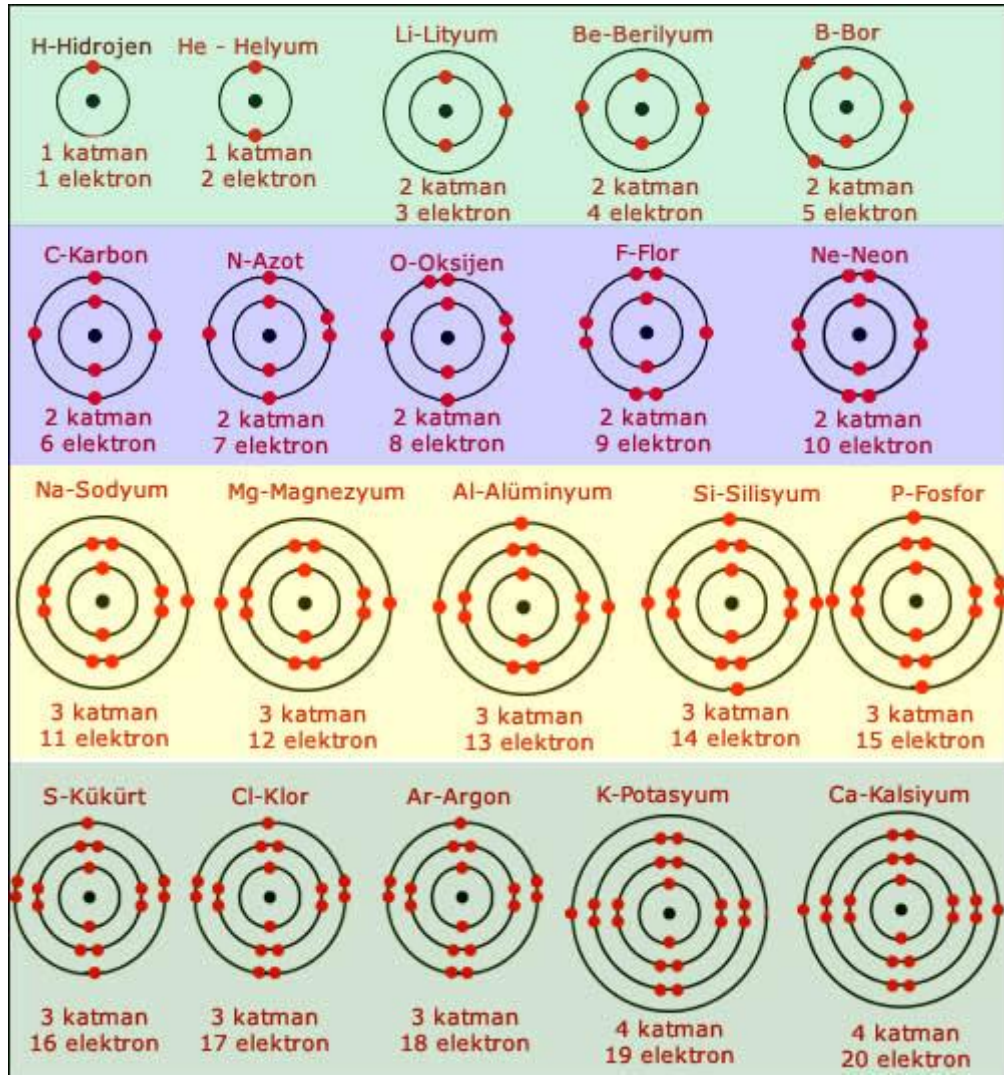 H-Hidrojen
1 katman
1 elektron
He - Helyum
1 katman
2 elektron
Li-Lityum
2 katman
3 elektron
Be-Berilyum
2 katman
4 elektron
B-Bor
2 katman
5 elektron
C-Karbon
2 katman
6 elektron
N-Azot
2 katman
7 elektron
O-Oksijen
2 katman
8 elektron
F-Flor
2 katman
9 elektron
Ne-Neon
2 katman
10 elektron
Na-Sodyum
3 katman
11 elektron
Mg-Magnezyum
3 katman
12 elektron
Al-Alüminyum
3 katman
13 elektron
Si-Silisyum
3 katman
14 elektron
P-Fosfor
3 katman
15 elektron
S-Kükürt
3 katman
16 elektron
Cl-Klor
3 katman
17 elektron
Ar-Argon
3 katman
18 elektron
K-Potasyum
4 katman
19 elektron
Ca-Kalsiyum
4 katman
20 elektron